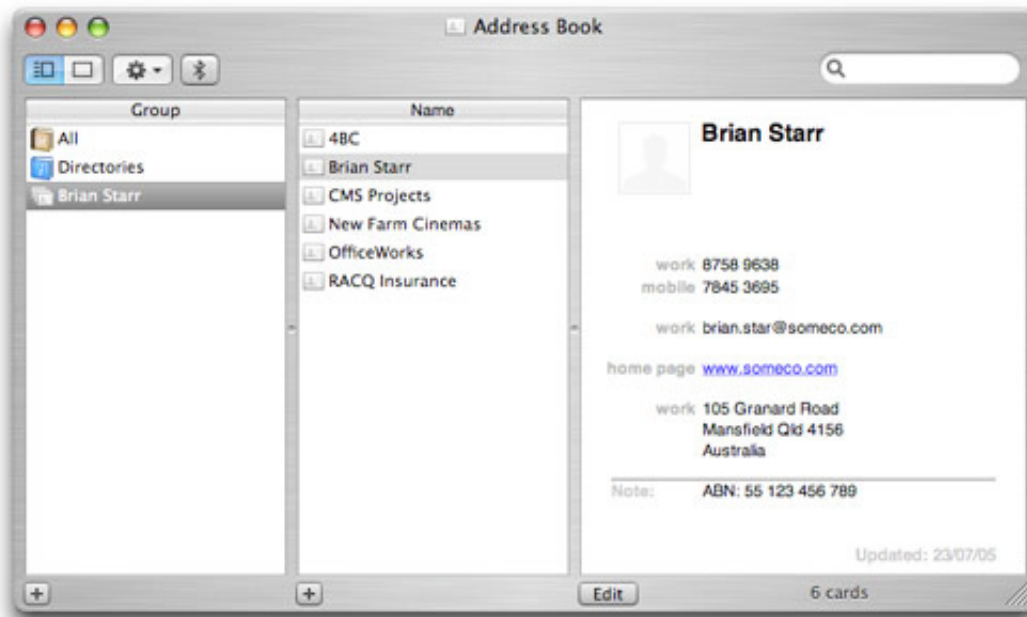 Address Book
Group
All
Directories
Brian Starr
Name
4BC
Brian Starr
CMS Projects
New Farm Cinemas
OfficeWorks
RACQ Insurance
Brian Starr
work 8758 9638
mobile 7845 3695
work brian.star@someco.com
home page www.someco.com
work 105 Granard Road
Mansfield Qld 4156
Australia
Note: ABN: 55 123 456 789
Updated: 23/07/05
Edit
6 cards